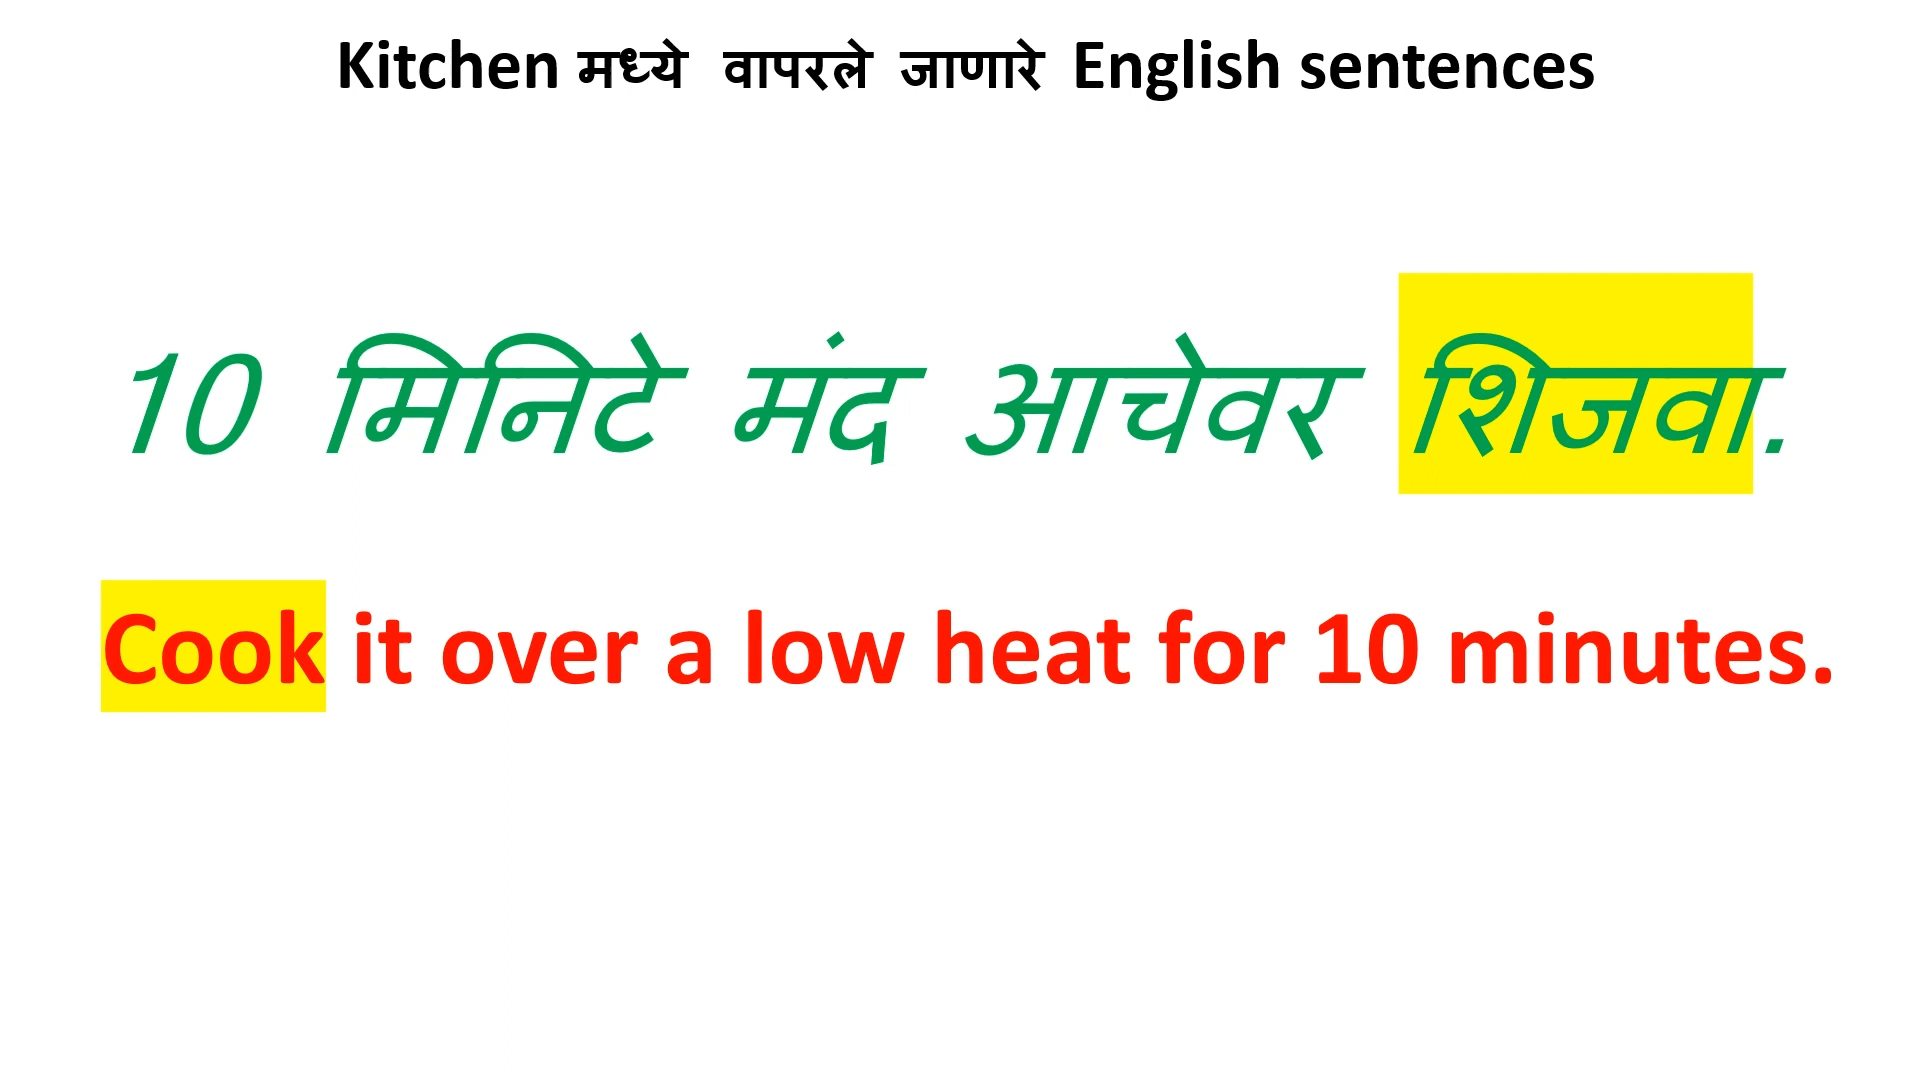 Kitchen मध्ये वापरले जाणारे English sentences
10 मिनिटे मंद आचेवर शिजवा.
Cook it over a low heat for 10 minutes.